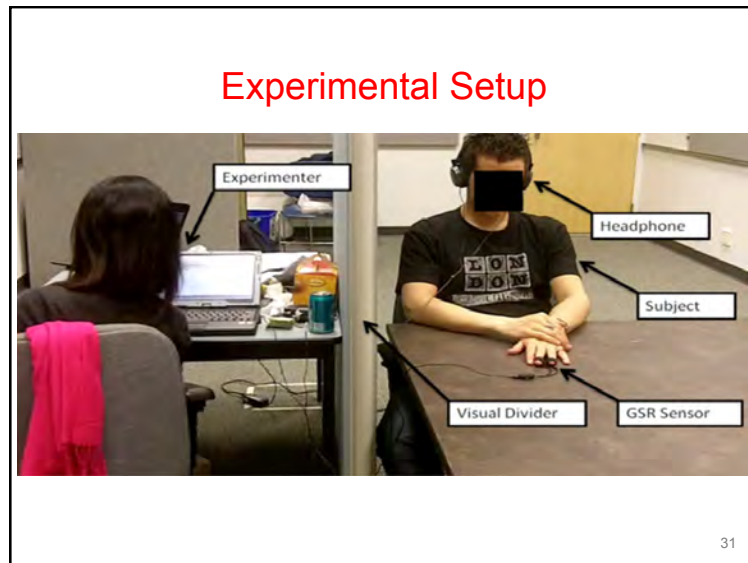 Experimental Setup
Experimenter
Headphone
LON
DON
Subject
Visual Divider
GSR Sensor
31